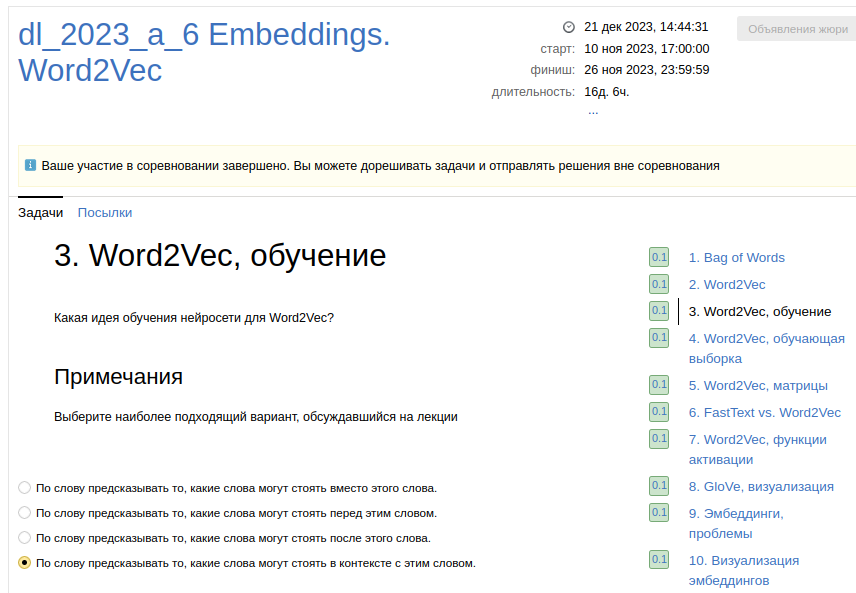 dl_2023_a_6 Embeddings.
Word2Vec
21 дек 2023, 14:44:31
старт: 10 ноя 2023, 17:00:00
финиш: 26 ноя 2023, 23:59:59
длительность: 16д. 6ч.
...
Объявления жюри
Ваше участие в соревновании завершено. Вы можете дорешивать задачи и отправлять решения вне соревнования
Задачи Посылки
3. Word2Vec, обучение
Какая идея обучения нейросети для Word2Vec?
Примечания
Выберите наиболее подходящий вариант, обсуждавшийся на лекции
По слову предсказывать то, какие слова могут стоять вместо этого слова.
По слову предсказывать то, какие слова могут стоять перед этим словом.
По слову предсказывать то, какие слова могут стоять после этого слова.
По слову предсказывать то, какие слова могут стоять в контексте с этим словом.
0.1 1. Bag of Words
0.1 2. Word2Vec
0.1 3. Word2Vec, обучение
0.1 4. Word2Vec, обучающая
выборка
0.1 5. Word2Vec, матрицы
0.1 6. FastText vs. Word2Vec
0.1 7. Word2Vec, функции
активации
0.1 8. GloVe, визуализация
0.1 9. Эмбеддинги,
проблемы
0.1 10. Визуализация
эмбеддингов